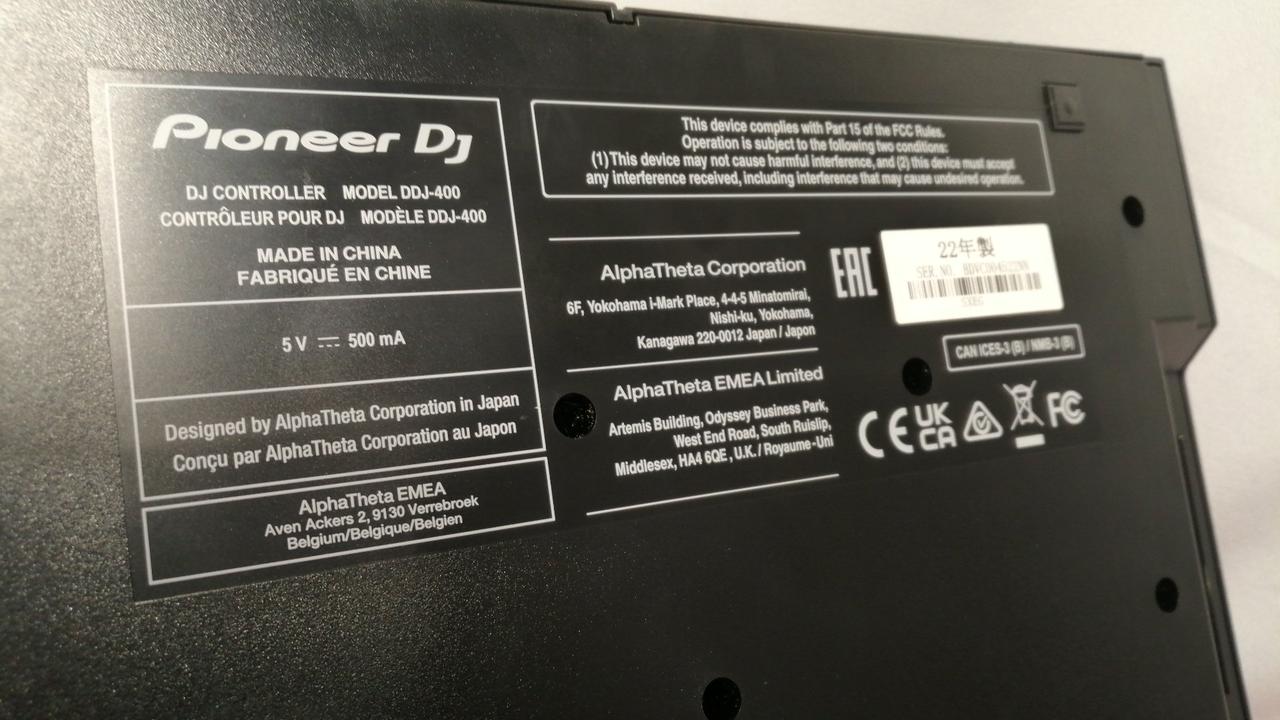 Pioneer Dj
DJ CONTROLLER MODEL DDJ-400
CONTRÔLEUR POUR DJ MODÈLE DDJ-400
MADE IN CHINA
FABRIQUÉ EN CHINE
5 V ⎓ 500 mA
Designed by AlphaTheta Corporation in Japan
Conçu par AlphaTheta Corporation au Japon
AlphaTheta EMEA
Aven Ackers 2, 9130 Verrebroek
Belgium/Belgique/Belgien
This device complies with Part 15 of the FCC Rules.
Operation is subject to the following two conditions:
(1)This device may not cause harmful interference, and (2) this device must accept
any interference received, including interference that may cause undesired operation.
AlphaTheta Corporation
6F, Yokohama i-Mark Place, 4-4-5 Minatomirai,
Nishi-ku, Yokohama,
Kanagawa 220-0012 Japan / Japon
AlphaTheta EMEA Limited
Artemis Building, Odyssey Business Park,
West End Road, South Ruislip,
Middlesex, HA4 6QE , U.K. / Royaume-Uni
EAC
22年製
SER.NO.
CAN ICES-3 (B) / NMB-3 (B)
CE UK CA FC